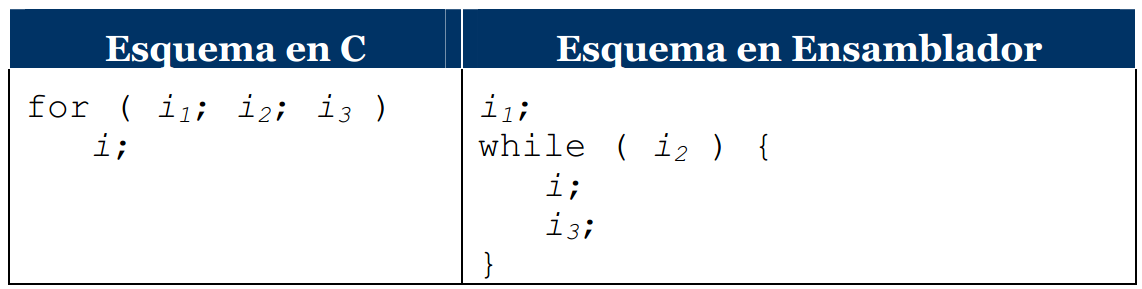 Esquema en C
Esquema en Ensamblador
for ( i1; i2; i3 )
i;
i1;
while ( i2 ) {
i;
i3;
}